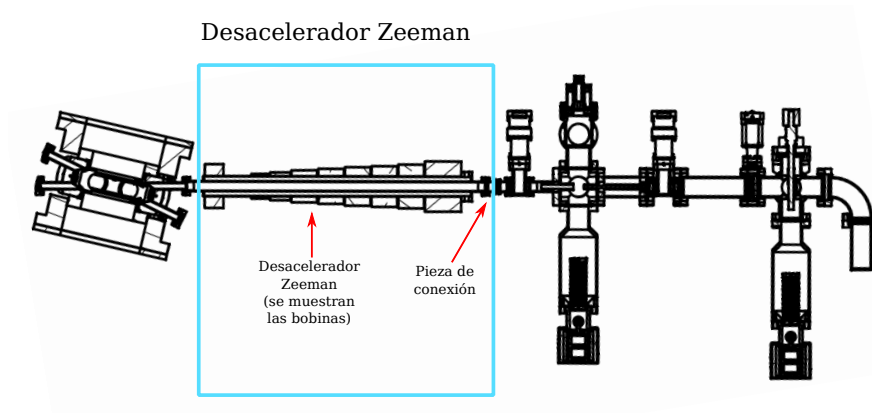 Desacelerador Zeeman
Desacelerador
Zeeman
(se muestran
las bobinas)
Pieza de
conexión